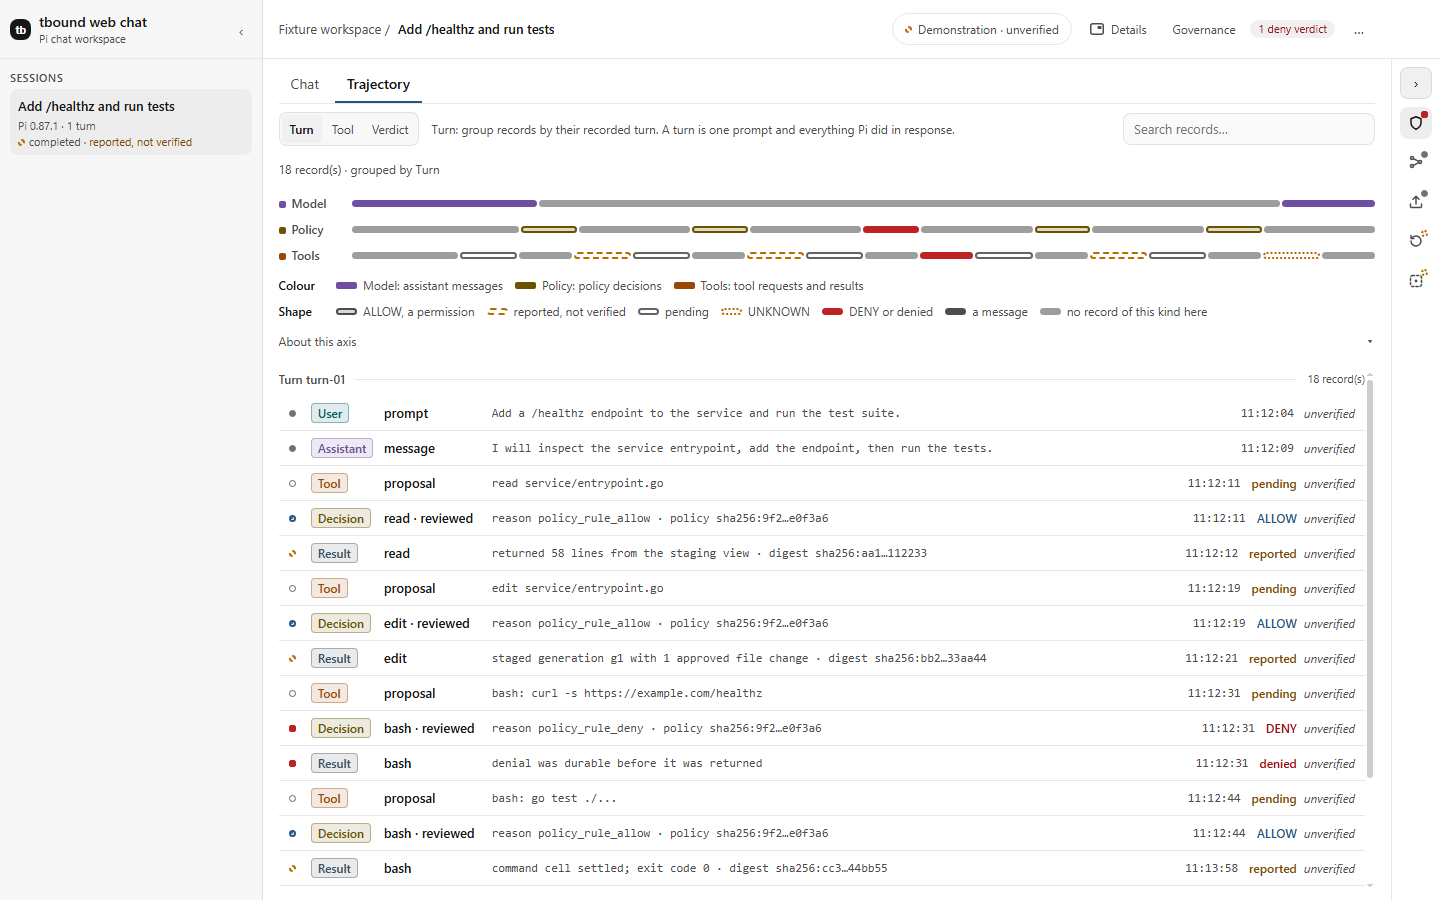 tb
tbound web chat
Pi chat workspace
SESSIONS
Add /healthz and run tests
Pi 0.87.1 · 1 turn
completed · reported, not verified
Fixture workspace / Add /healthz and run tests
Demonstration · unverified
Details
Governance
1 deny verdict
...
Chat
Trajectory
Turn
Tool
Verdict
Turn: group records by their recorded turn. A turn is one prompt and everything Pi did in response.
Search records...
18 record(s) · grouped by Turn
Model
Policy
Tools
Colour Model: assistant messages Policy: policy decisions Tools: tool requests and results
Shape ALLOW, a permission reported, not verified pending UNKNOWN DENY or denied a message no record of this kind here
About this axis
Turn turn-01 18 record(s)
User prompt Add a /healthz endpoint to the service and run the test suite. 11:12:04 unverified
Assistant message I will inspect the service entrypoint, add the endpoint, then run the tests. 11:12:09 unverified
Tool proposal read service/entrypoint.go 11:12:11 pending unverified
Decision read · reviewed reason policy_rule_allow · policy sha256:9f2…e0f3a6 11:12:11 ALLOW unverified
Result read returned 58 lines from the staging view · digest sha256:aa1…112233 11:12:12 reported unverified
Tool proposal edit service/entrypoint.go 11:12:19 pending unverified
Decision edit · reviewed reason policy_rule_allow · policy sha256:9f2…e0f3a6 11:12:19 ALLOW unverified
Result edit staged generation g1 with 1 approved file change · digest sha256:bb2…33aa44 11:12:21 reported unverified
Tool proposal bash: curl -s https://example.com/healthz 11:12:31 pending unverified
Decision bash · reviewed reason policy_rule_deny · policy sha256:9f2…e0f3a6 11:12:31 DENY unverified
Result bash denial was durable before it was returned 11:12:31 denied unverified
Tool proposal bash: go test ./... 11:12:44 pending unverified
Decision bash · reviewed reason policy_rule_allow · policy sha256:9f2…e0f3a6 11:12:44 ALLOW unverified
Result bash command cell settled; exit code 0 · digest sha256:cc3…44bb55 11:13:58 reported unverified